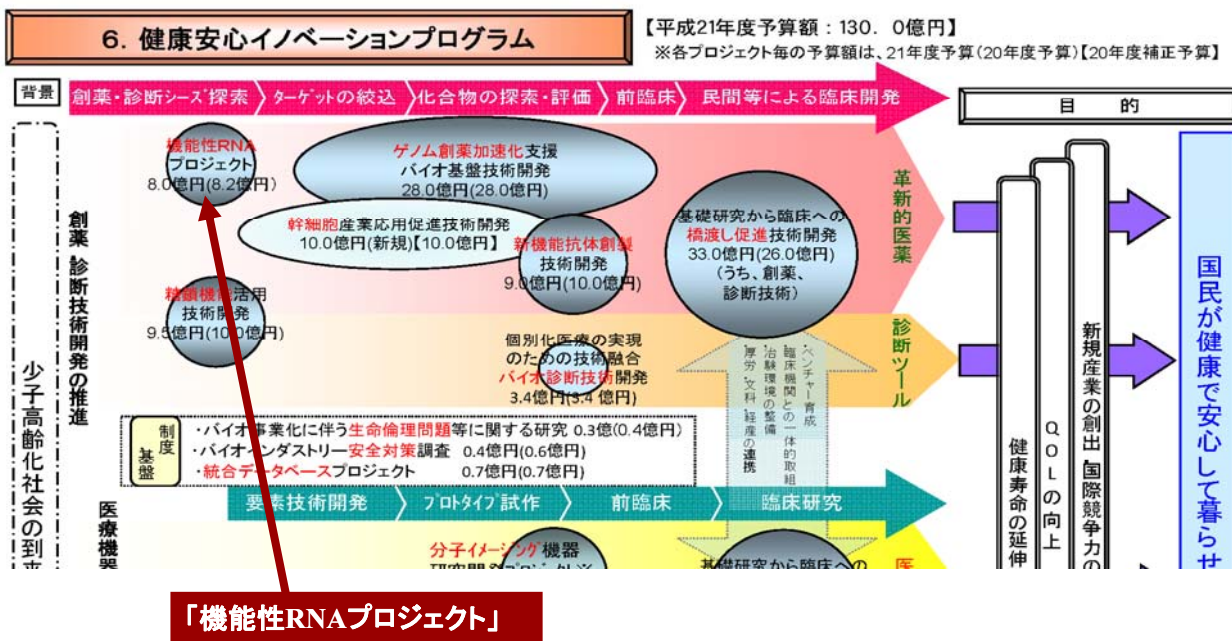 6. 健康安心イノベーションプログラム
【平成21年度予算額:130.0億円】
※各プロジェクト毎の予算額は、21年度予算(20年度予算)【20年度補正予算】
背景
創薬・診断シーズ探索
ターゲットの絞込
化合物の探索・評価
前臨床
民間等による臨床開発
目 的
少子高齢化社会の到来
創薬・診断技術開発の推進
機能性RNA
プロジェクト
8.0億円(8.2億円)
ゲノム創薬加速化支援
バイオ基盤技術開発
28.0億円(28.0億円)
幹細胞産業応用促進技術開発
10.0億円(新規)【10.0億円】
新機能抗体創製
技術開発
9.0億円(10.0億円)
基礎研究から臨床への
橋渡し促進技術開発
33.0億円(26.0億円)
(うち、創薬、
診断技術)
革新的医薬
糖鎖機能活用
技術開発
9.5億円(10.0億円)
個別化医療の実現
のための技術融合
バイオ診断技術開発
3.4億円(3.4 億円)
診断ツール
・ベンチャー育成
・臨床機関との一体的取組
・治験環境の整備
・厚労・文科・経産の連携
制度
基盤
・バイオ事業化に伴う生命倫理問題等に関する研究 0.3億(0.4億円)
・バイオインダストリー安全対策調査 0.4億円(0.6億円)
・統合データベースプロジェクト 0.7億円(0.7億円)
要素技術開発
プロトタイプ試作
前臨床
臨床研究
医療機器
分子イメージング機器
研究開発プロジェクト※
基礎研究から臨床への
医
健康寿命の延伸
QOLの向上
新規産業の創出・国際競争力の
国民が健康で安心して暮らせ
「機能性RNAプロジェクト」